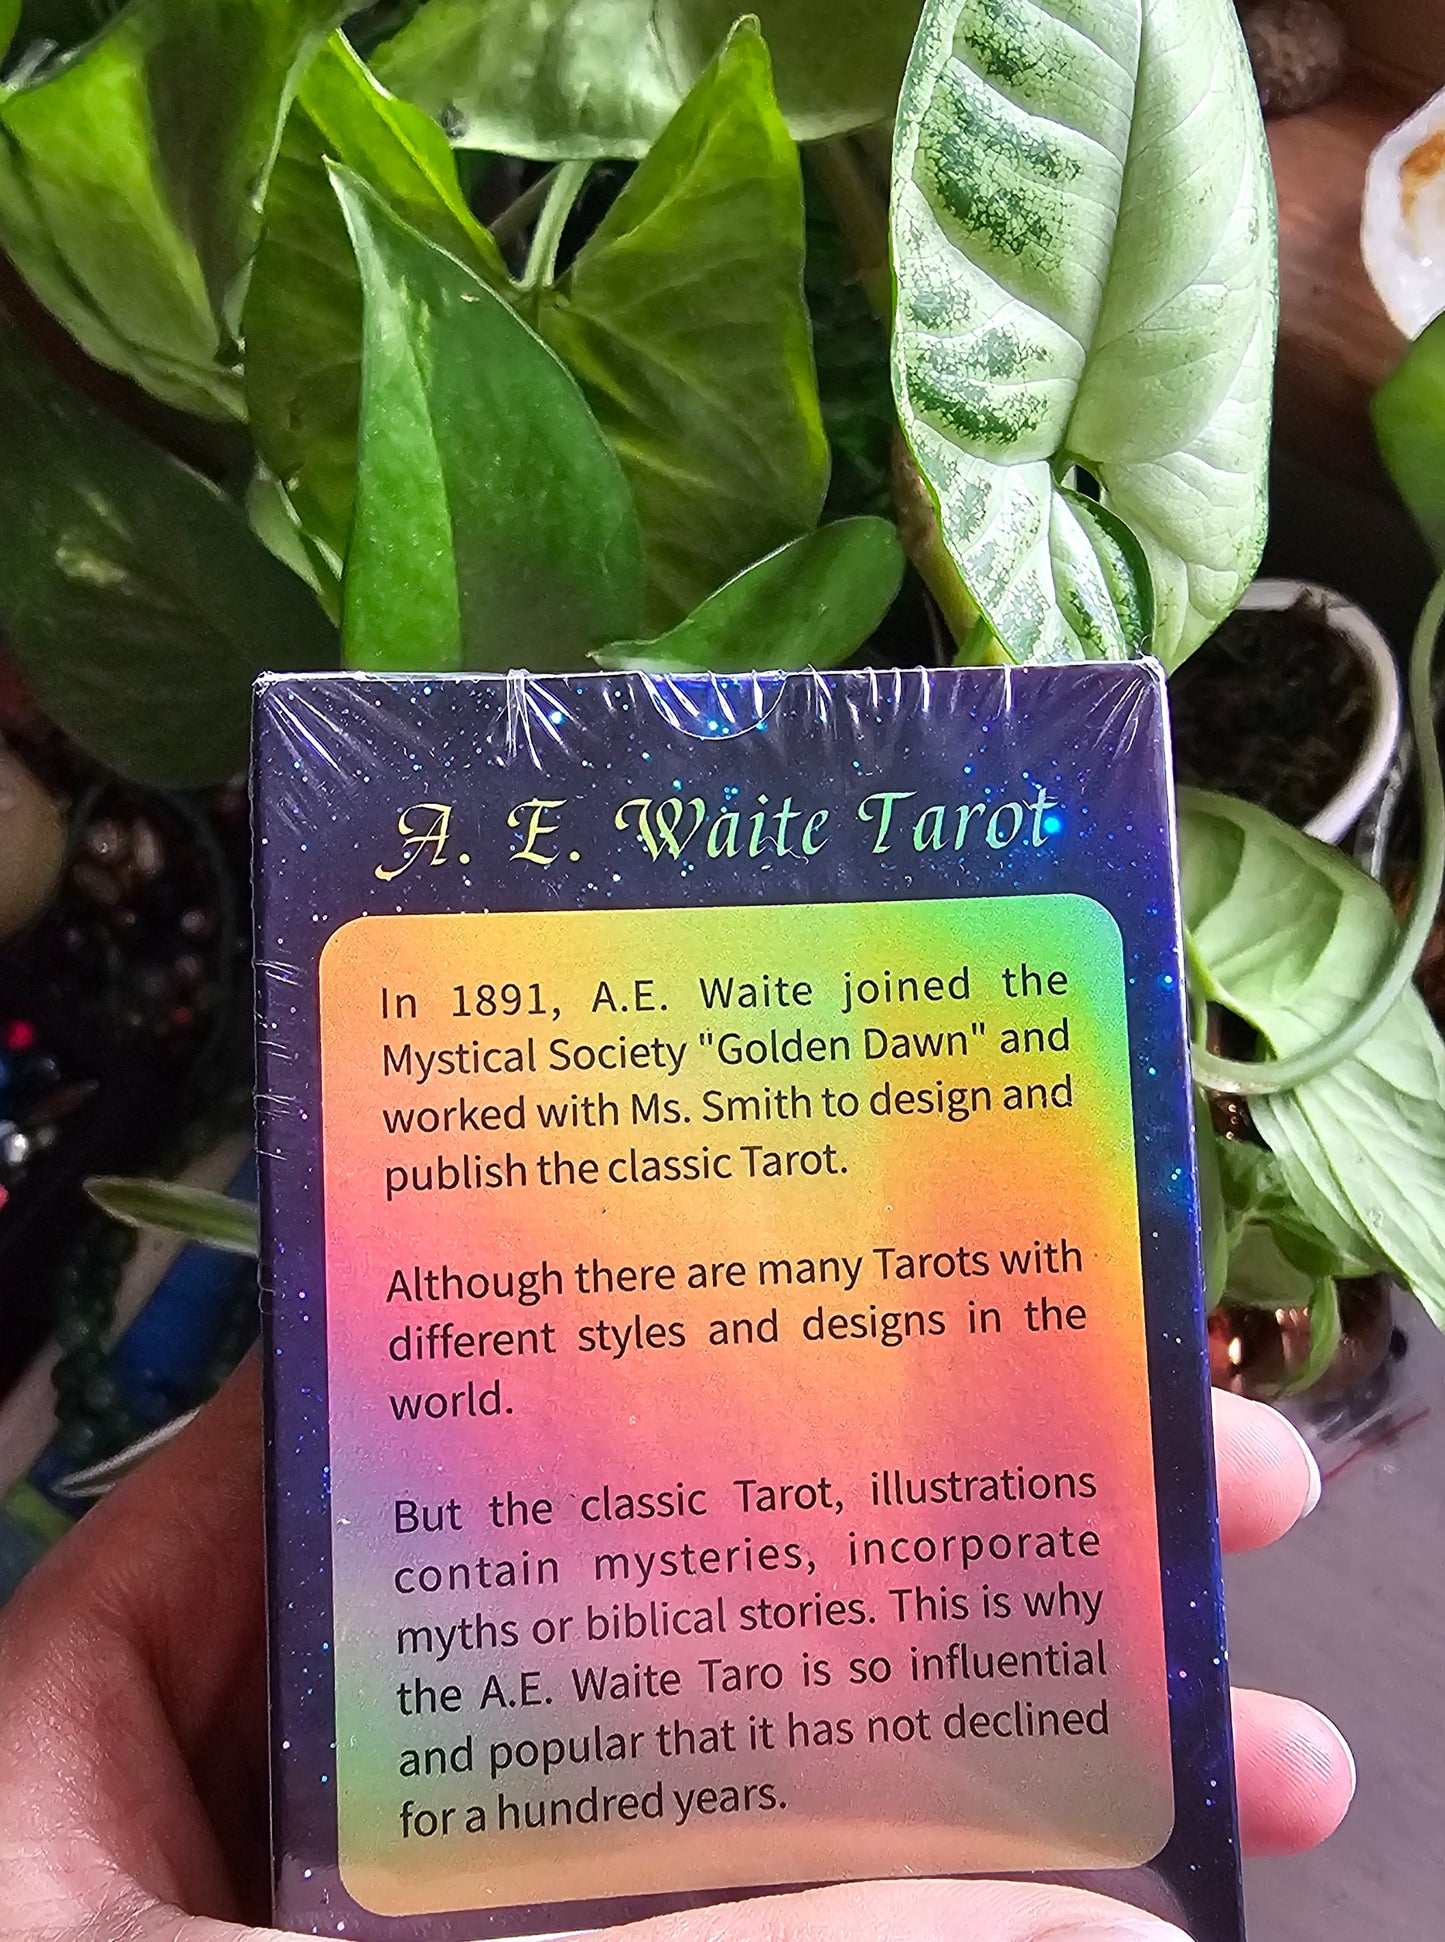 A. E. Waite Tarot
In 1891, A.E. Waite joined the
Mystical Society "Golden Dawn" and
worked with Ms. Smith to design and
publish the classic Tarot.
Although there are many Tarots with
different styles and designs in the
world.
But the classic Tarot, illustrations
contain mysteries, incorporate
myths or biblical stories. This is why
the A.E. Waite Taro is so influential
and popular that it has not declined
for a hundred years.